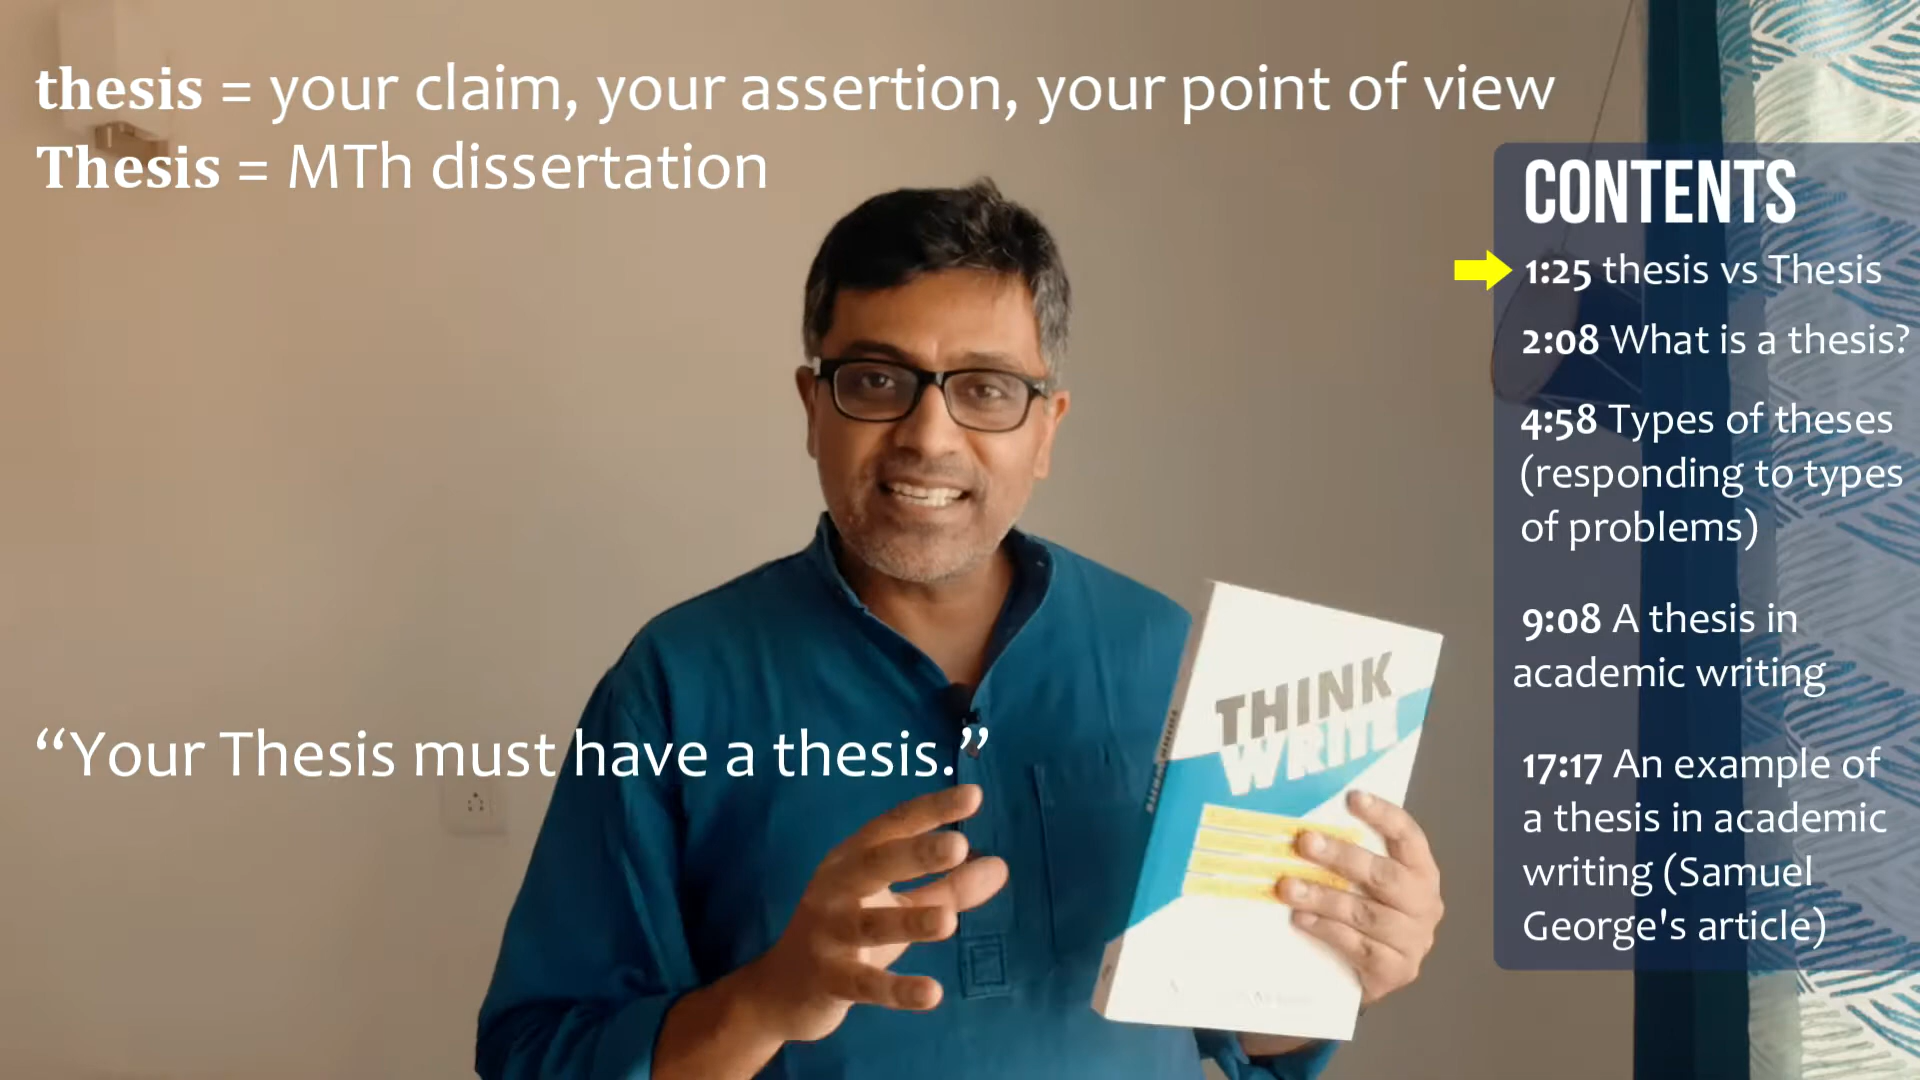 thesis = your claim, your assertion, your point of view
Thesis = MTh dissertation
CONTENTS
1:25 thesis vs Thesis
2:08 What is a thesis?
4:58 Types of theses
(responding to types
of problems)
9:08 A thesis in
academic writing
17:17 An example of
a thesis in academic
writing (Samuel
George's article)
“Your Thesis must have a thesis.”
THINK
WRITE